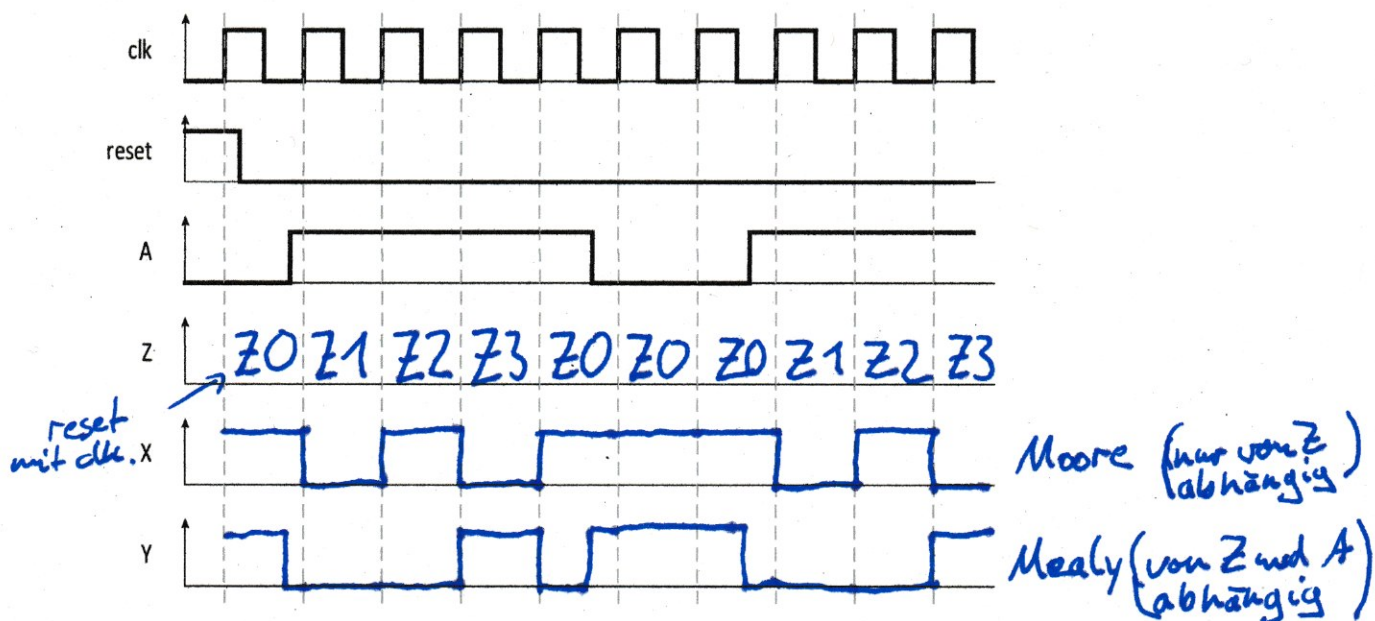 clk
reset
A
Z
Z0 Z1 Z2 Z3 Z0 Z0 Z0 Z1 Z2 Z3
reset
mit clk.
X
Moore (nur von Z
abhängig)
Y
Mealy (von Z und A
abhängig)